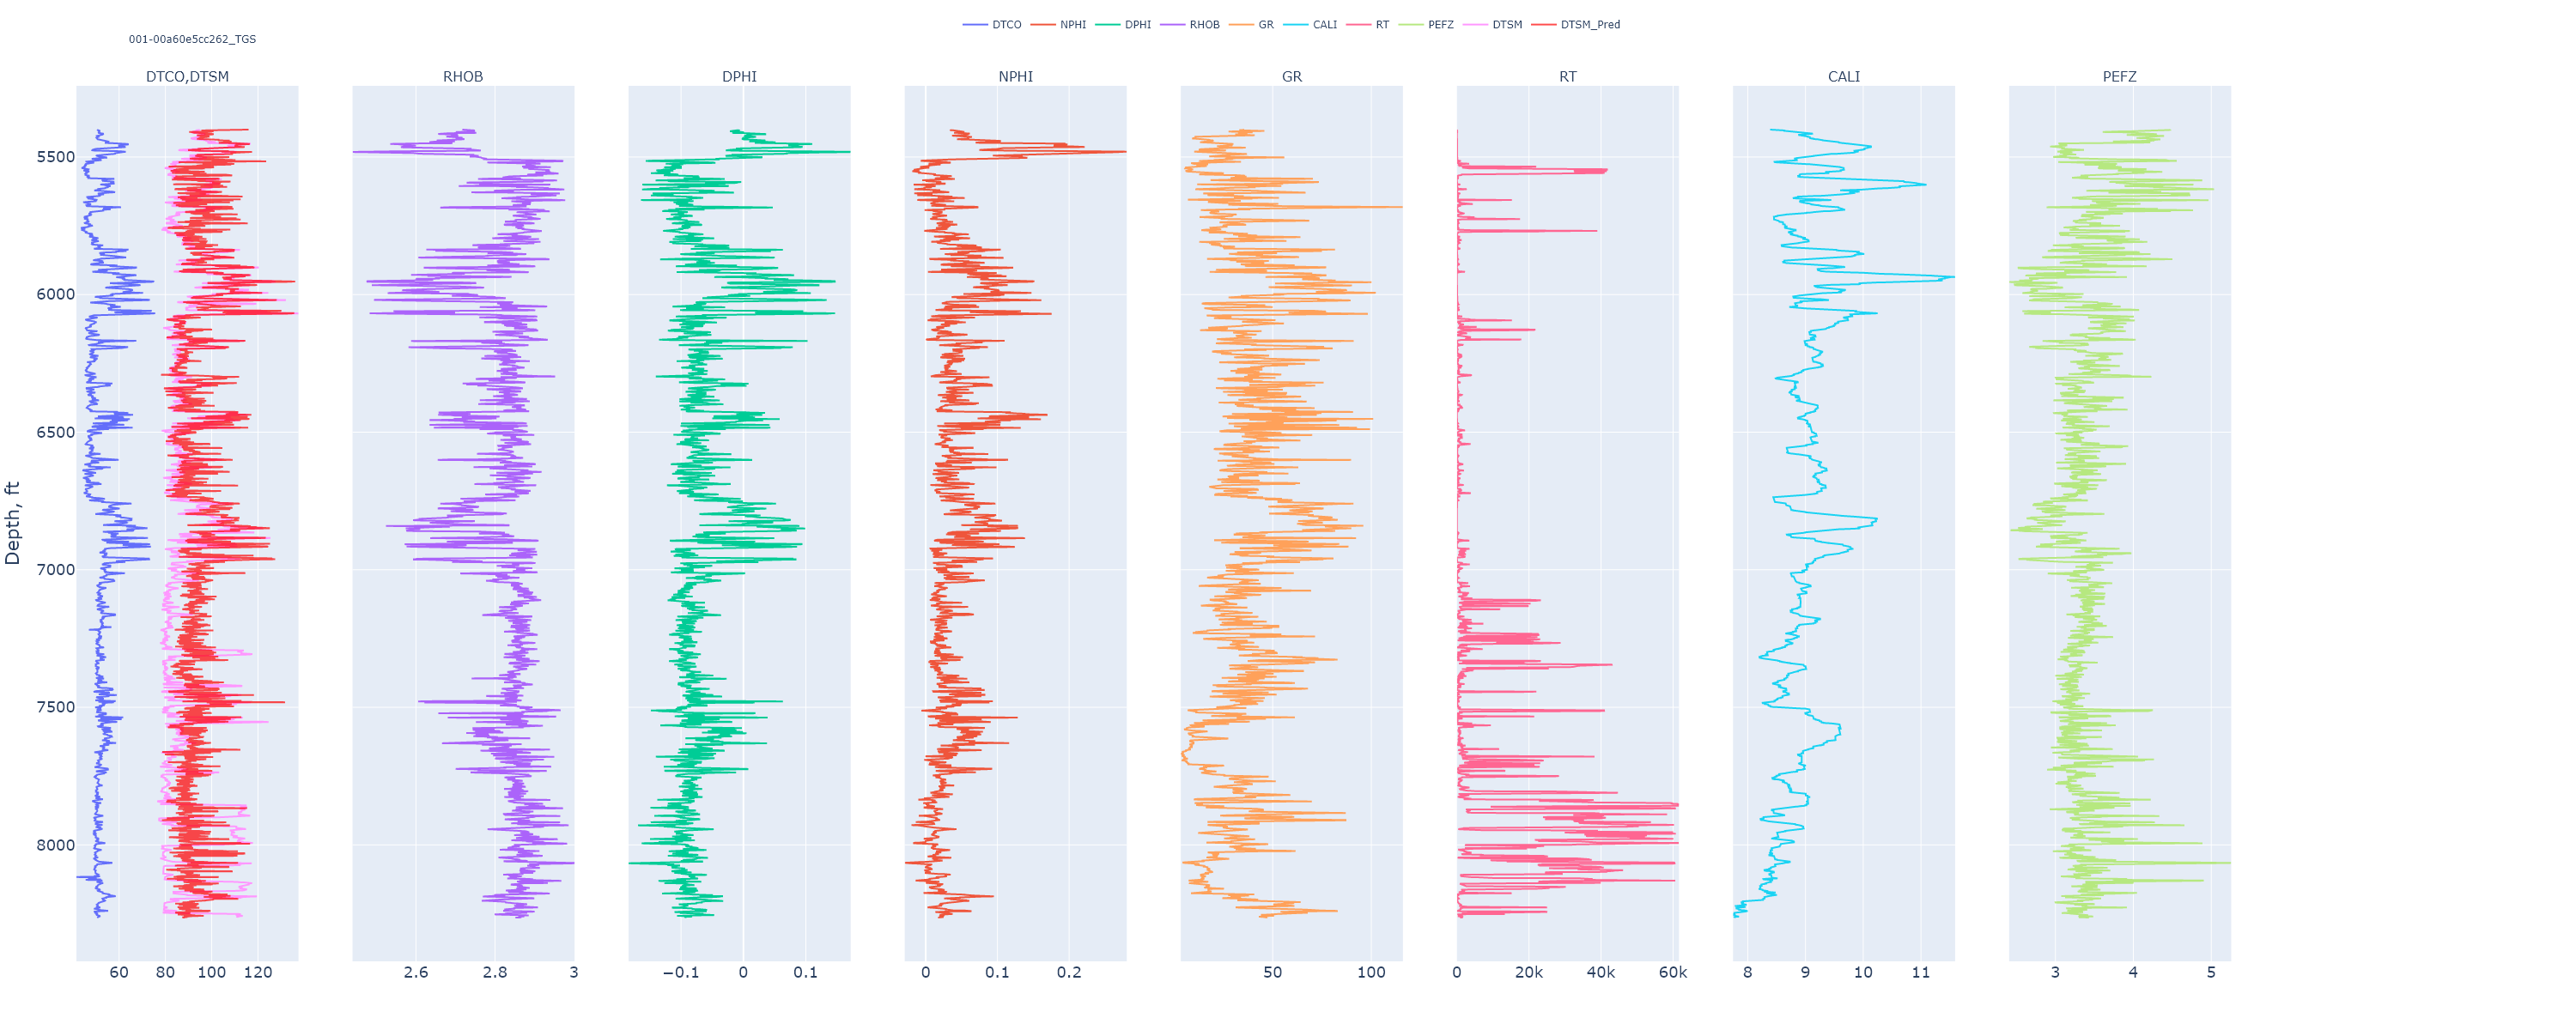 DTCO NPHI DPHI RHOB GR CALI RT PEFZ DTSM DTSM_Pred
001-00a60e5cc262_TGS
DTCO,DTSM RHOB DPHI NPHI GR RT CALI PEFZ
Depth, ft
5500
6000
6500
7000
7500
8000
60 80 100 120 2.6 2.8 3 −0.1 0 0.1 0 0.1 0.2 50 100 0 20k 40k 60k 8 9 10 11 3 4 5